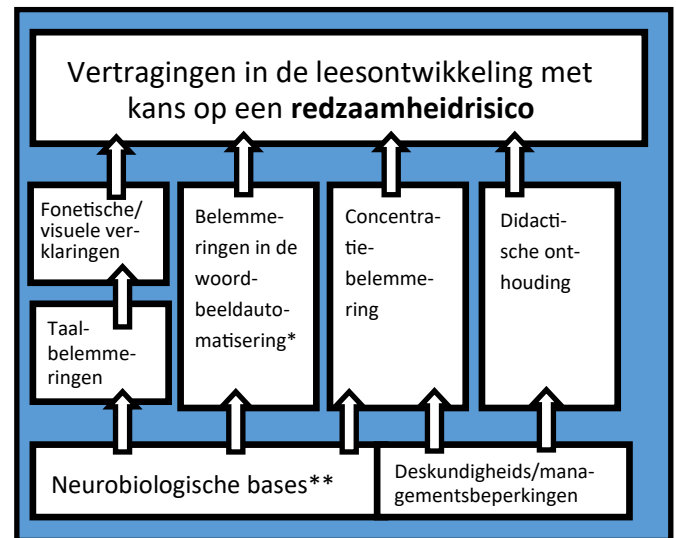 Vertragingen in de leesontwikkeling met
kans op een redzaamheidrisico
Fonetische/
visuele ver-
klaringen
Taal-
belemme-
ringen
Belemme-
ringen in de
woord-
beeldauto-
matisering*
Concentra-
tie-
belemme-
ring
Didacti-
sche ont-
houding
Neurobiologische bases**
Deskundigheids/mana-
gementsbeperkingen